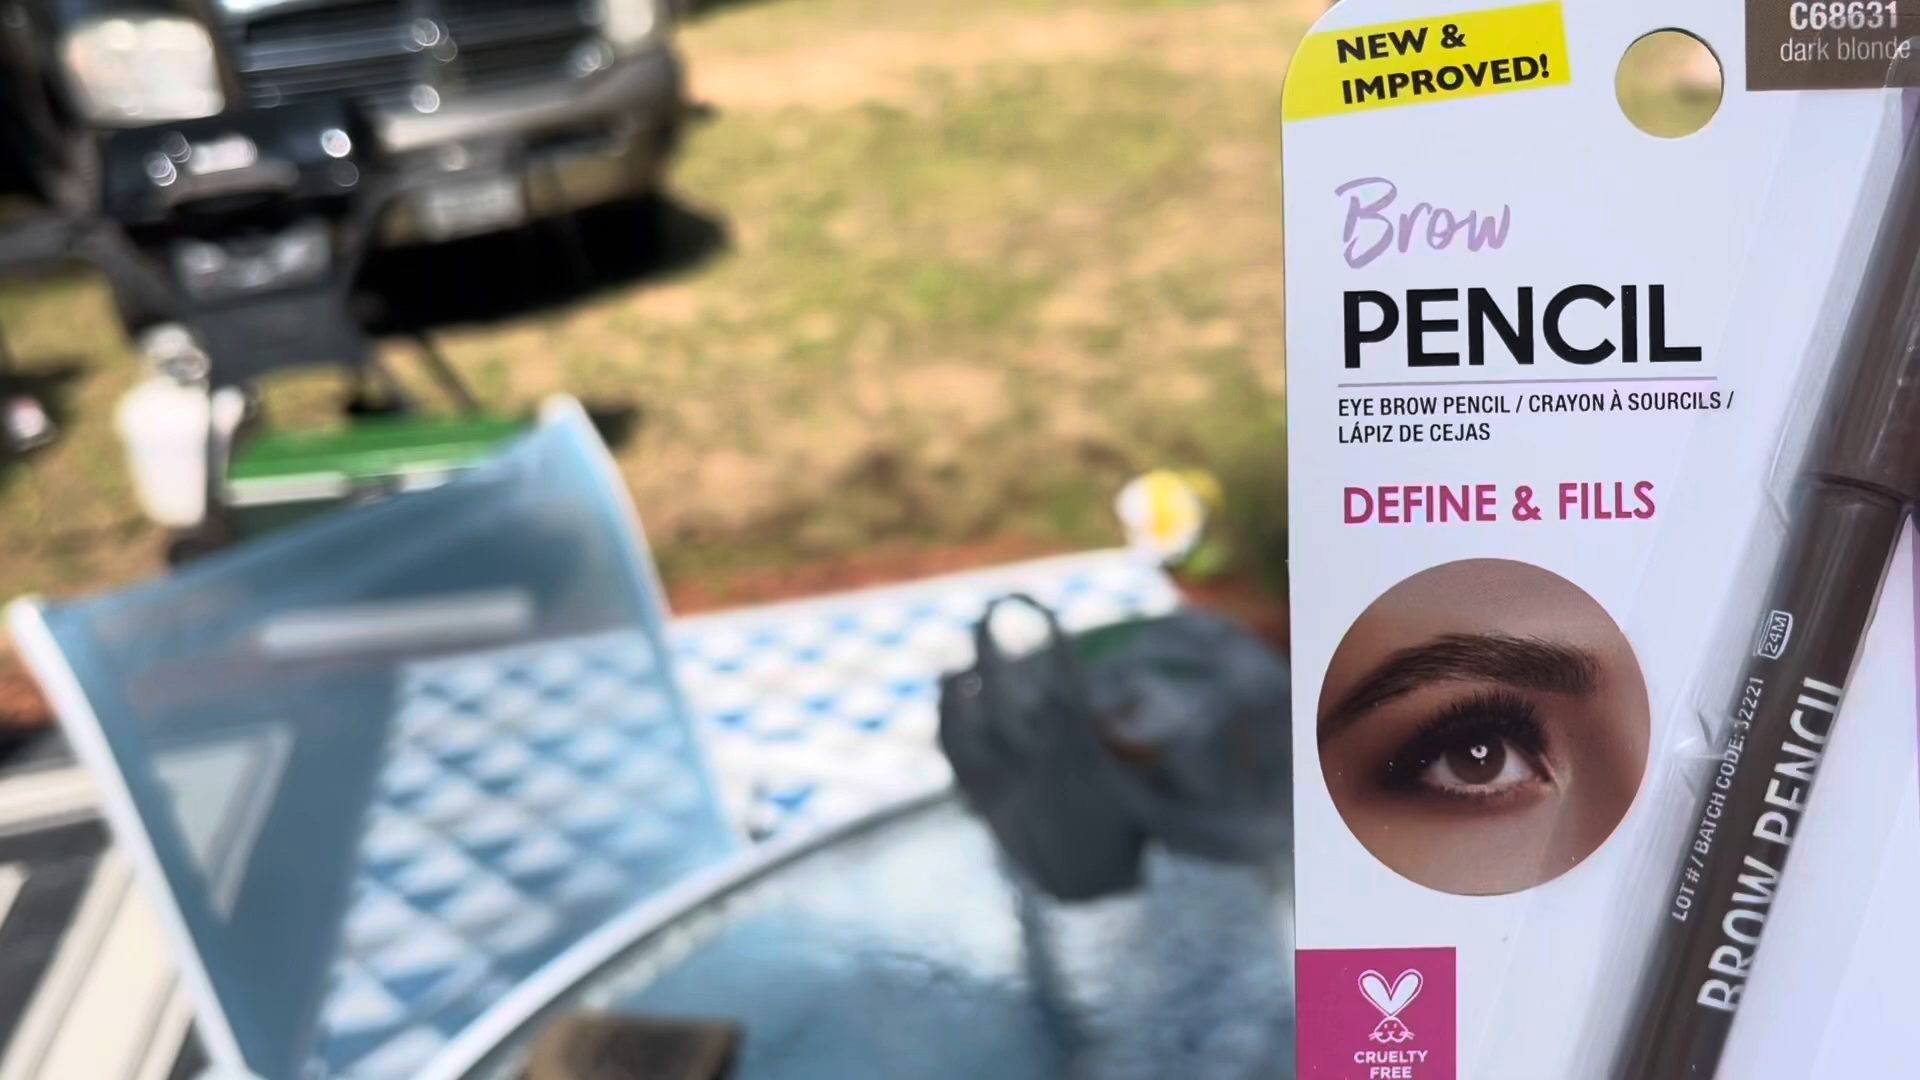 NEW &
IMPROVED!
C68631
dark blonde
Brow
PENCIL
EYE BROW PENCIL / CRAYON À SOURCILS /
LÁPIZ DE CEJAS
DEFINE & FILLS
24M
LOT# / BATCH CODE: 32221
BROW PENCIL
CRUELTY
FREE